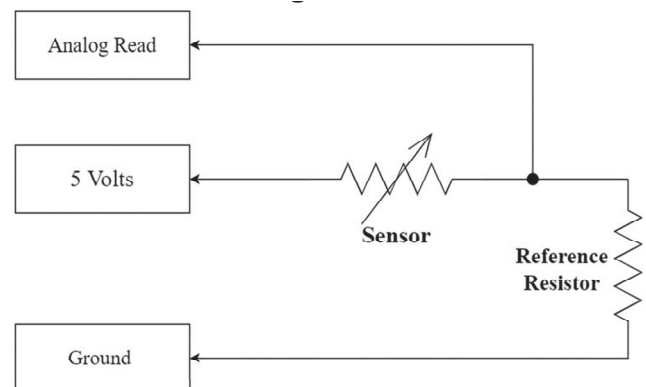 Analog Read
5 Volts
Sensor
Reference
Resistor
Ground